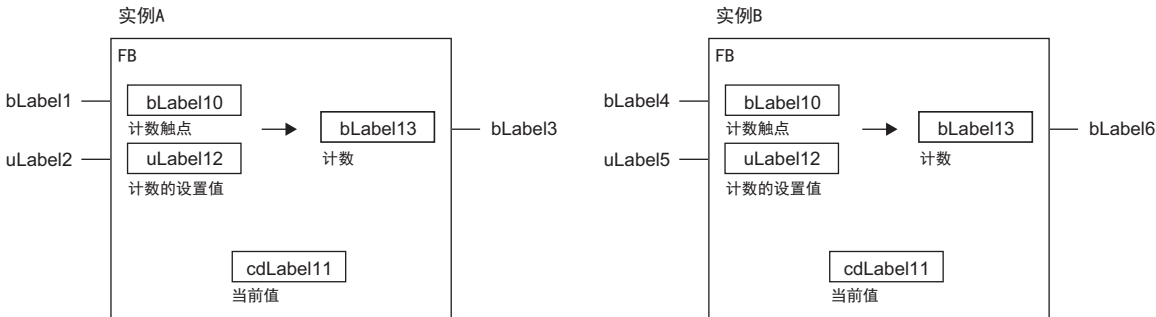 实例A
FB
bLabel1
bLabel10
计数触点
bLabel13
bLabel3
uLabel2
uLabel12
计数
计数的设置值
cdLabel11
当前值
实例B
FB
bLabel4
bLabel10
计数触点
bLabel13
bLabel6
uLabel5
uLabel12
计数
计数的设置值
cdLabel11
当前值